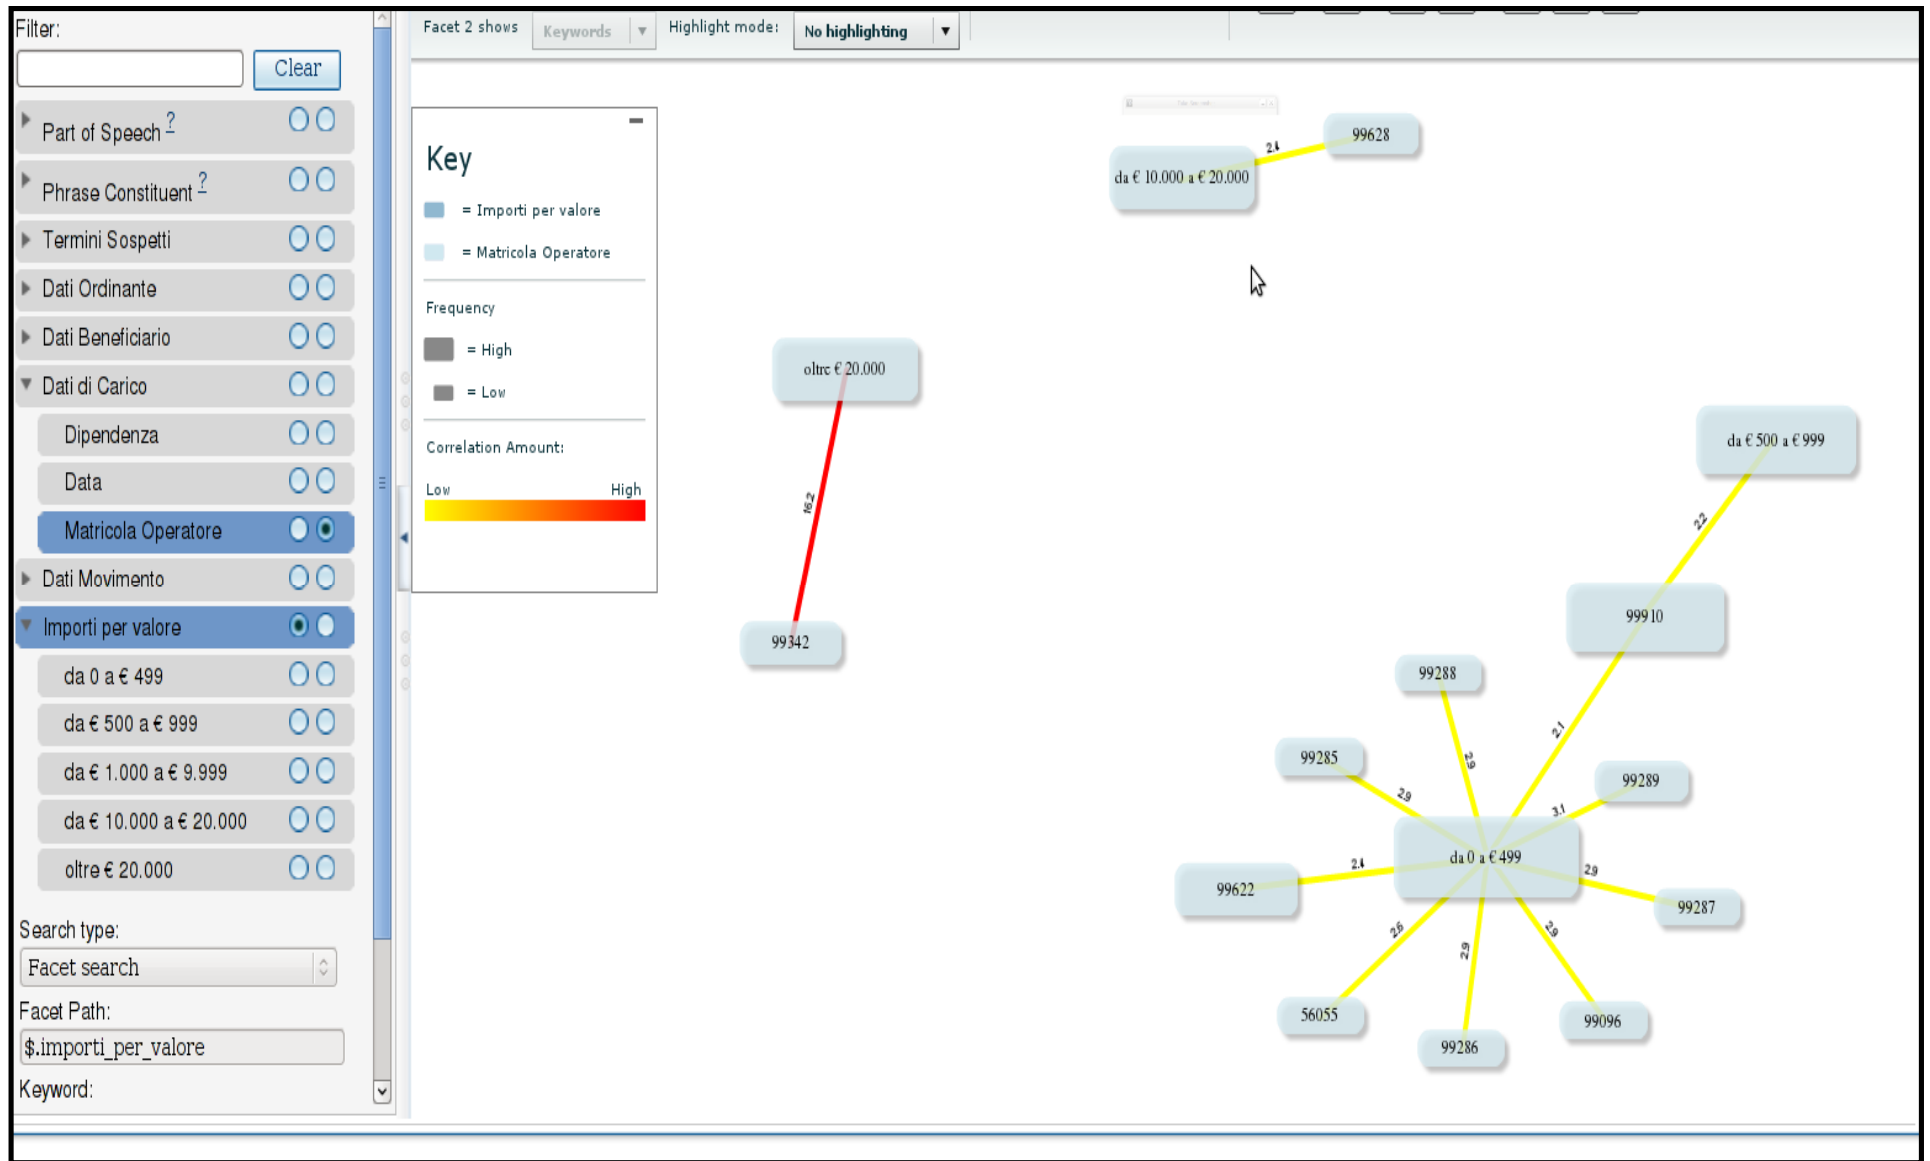 Filter:
Clear
Part of Speech ?
Phrase Constituent ?
Termini Sospetti
Dati Ordinante
Dati Beneficiario
Dati di Carico
Dipendenza
Data
Matricola Operatore
Dati Movimento
Importi per valore
da 0 a € 499
da € 500 a € 999
da € 1.000 a € 9.999
da € 10.000 a € 20.000
oltre € 20.000
Search type:
Facet search
Facet Path:
$.importi_per_valore
Keyword:
Facet 2 shows Keywords Highlight mode: No highlighting
Key
= Importi per valore
= Matricola Operatore
Frequency
= High
= Low
Correlation Amount:
Low High
99628
2.4
da € 10.000 a € 20.000
oltre € 20.000
16.2
99342
da € 500 a € 999
2.2
99910
2.1
99288
2.9
99285
2.9
99289
3.1
da 0 a € 499
2.4
99622
2.9
99287
2.6
56055
2.9
99286
2.9
99096